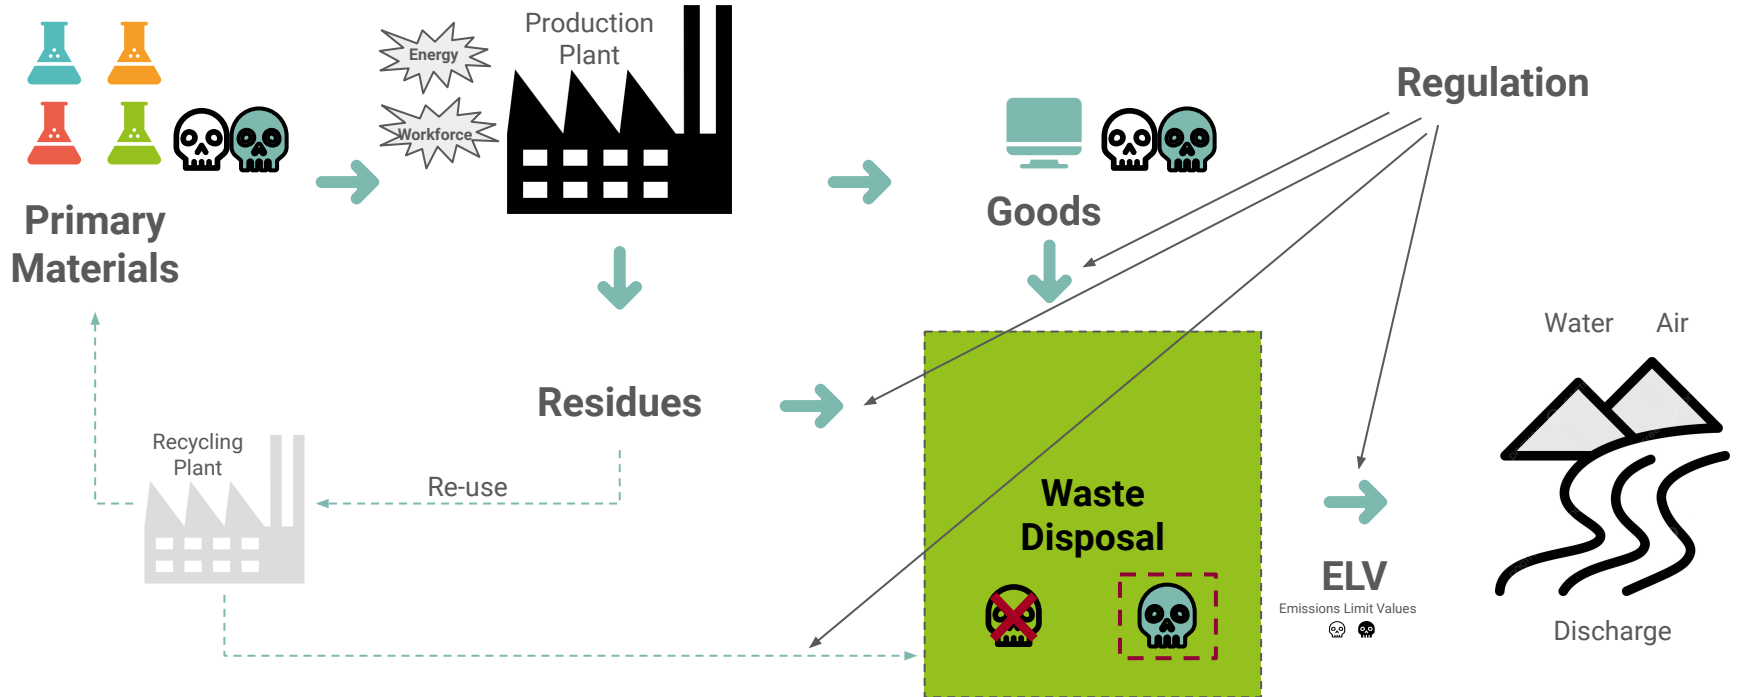 Production
Plant
Energy
Workforce
Regulation
Primary
Materials
Goods
Water
Air
Residues
Recycling
Plant
Re-use
Waste
Disposal
ELV
Emissions Limit Values
Discharge